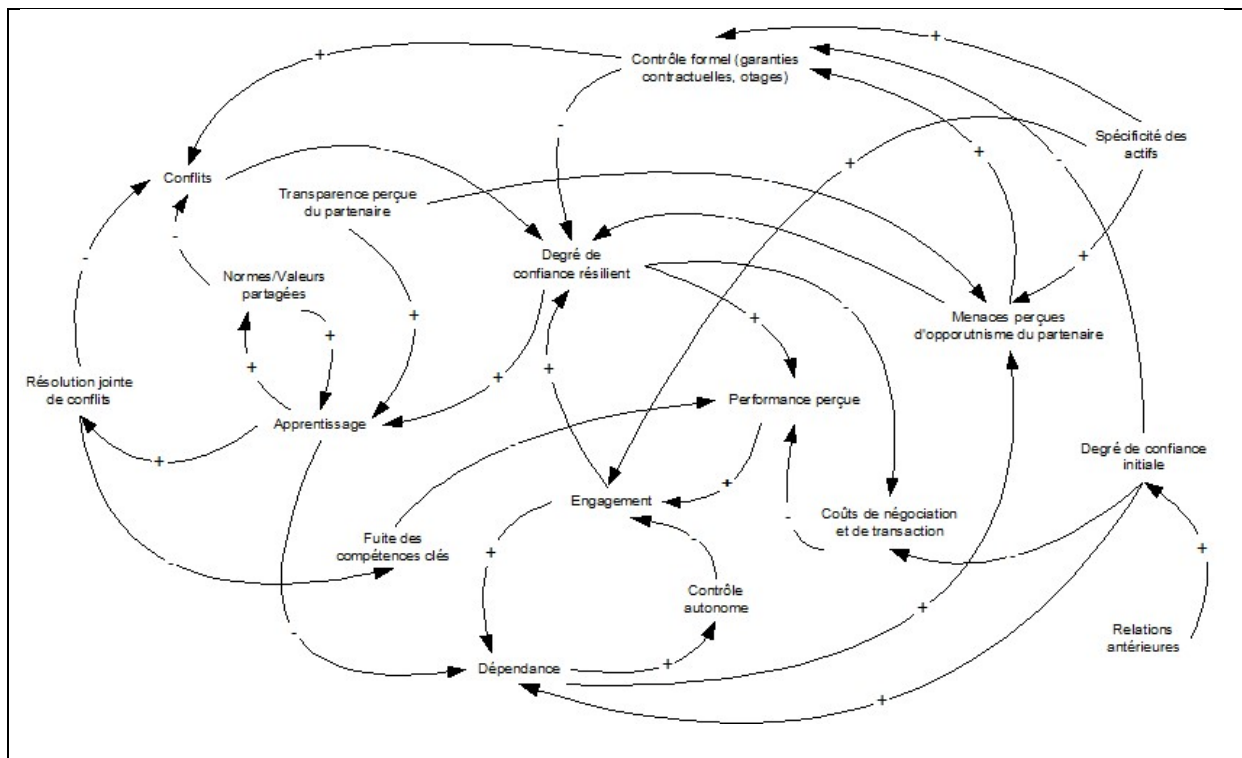 Contrôle formel (garanties
contractuelles, otages)
Spécificité des
actifs
Conflits
Transparence perçue
du partenaire
Degré de
confiance résilient
Normes/Valeurs
partagées
Menaces perçues
d'opporutnisme du partenaire
Résolution jointe
de conflits
Apprentissage
Performance perçue
Degré de confiance
initiale
Engagement
Coûts de négociation
et de transaction
Fuite des
compétences clés
Contrôle
autonome
Relations
antérieures
Dépendance